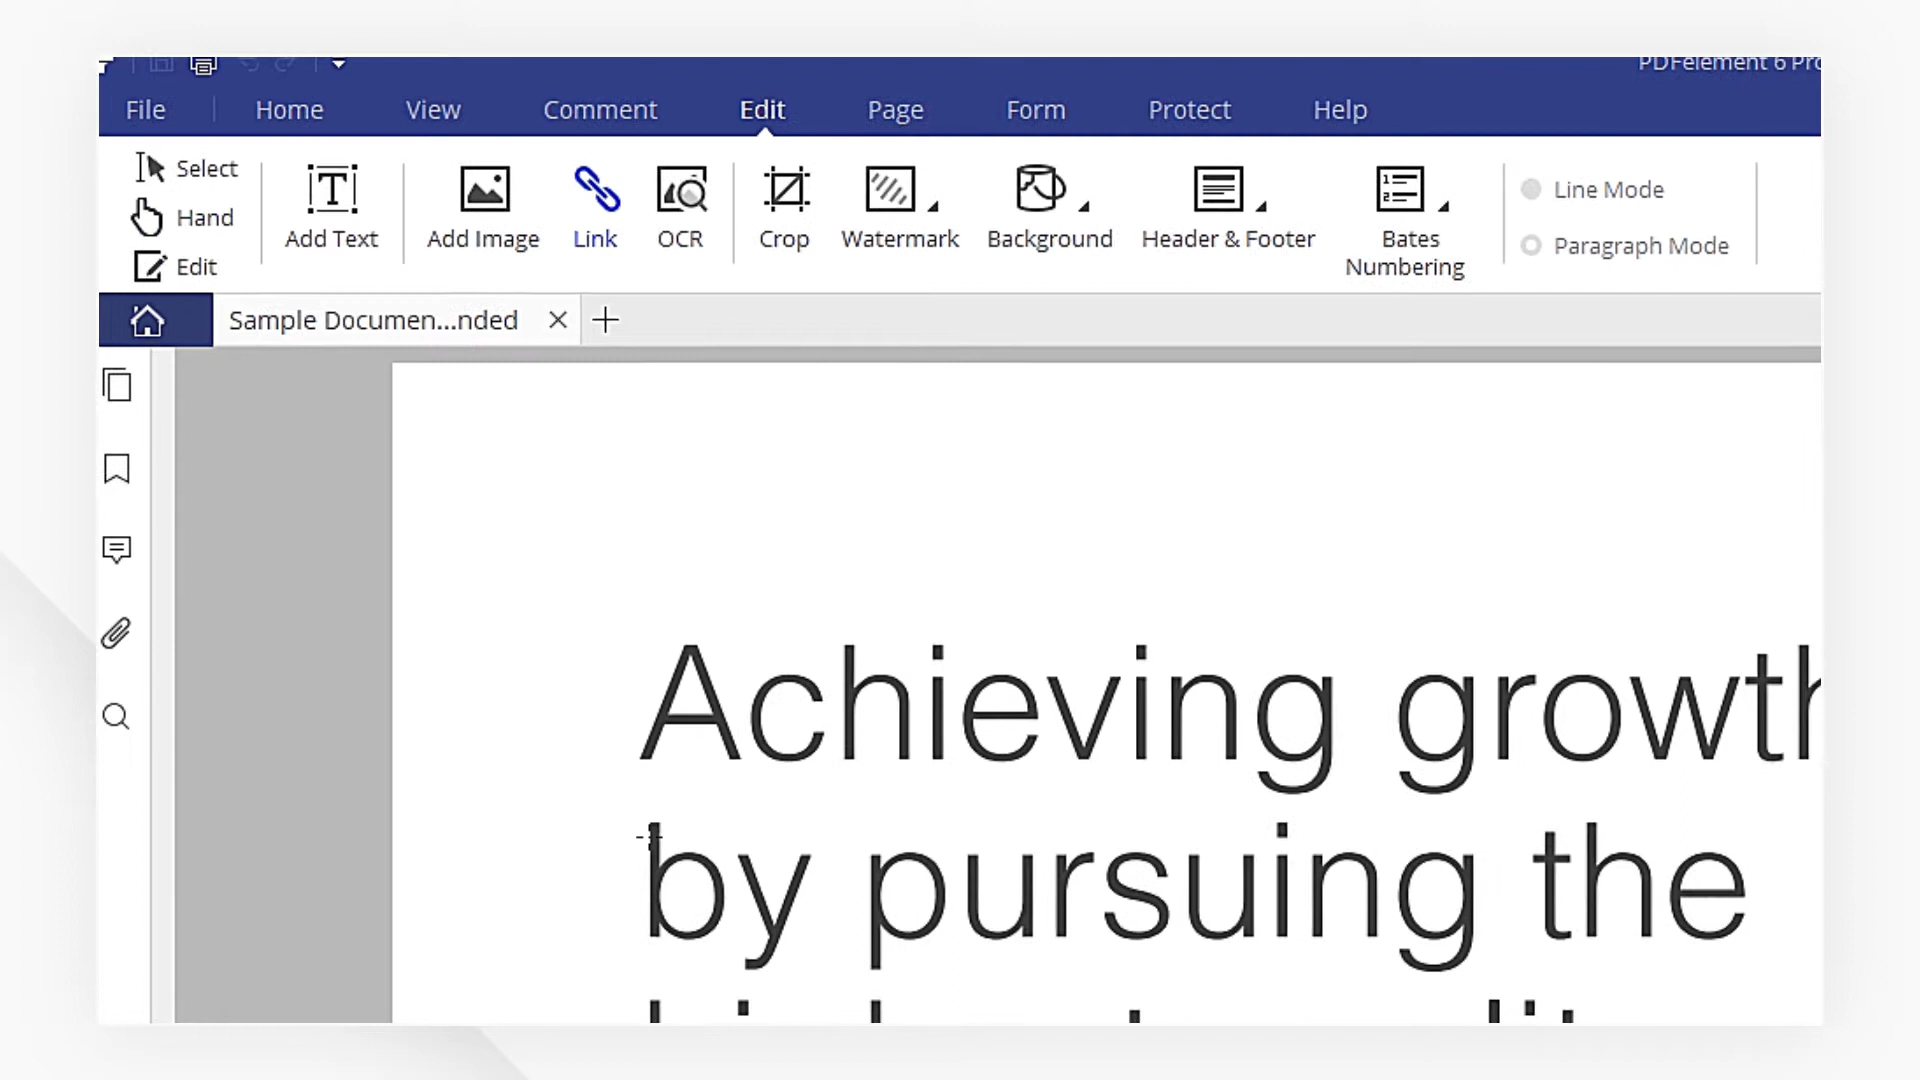 PDFelement 6 Pro
File Home View Comment Edit Page Form Protect Help
Select
Hand
Edit
Add Text
Add Image
Link
OCR
Crop
Watermark
Background
Header & Footer
Bates
Numbering
Line Mode
Paragraph Mode
Sample Documen...nded
Achieving growth
by pursuing the